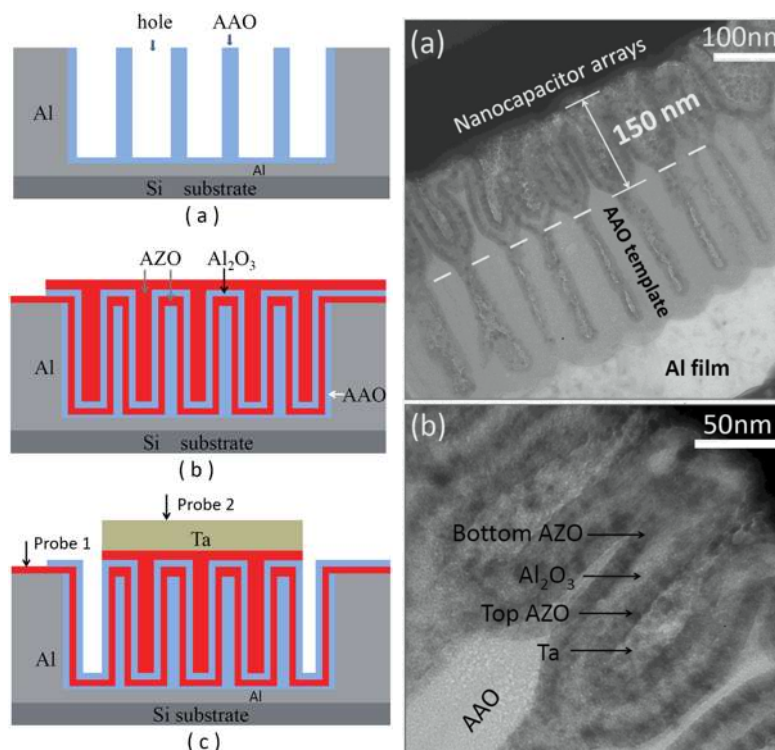 hole AAO
Al
Al
Si substrate
( a )
AZO Al₂O₃
Al
AAO
Si substrate
( b )
Probe 2
Probe 1
Ta
Al
Al
Si substrate
( c )
(a)
100nm
Nanocapacitor arrays
150 nm
AAO template
Al film
(b)
50nm
Bottom AZO
Al₂O₃
Top AZO
Ta
AAO